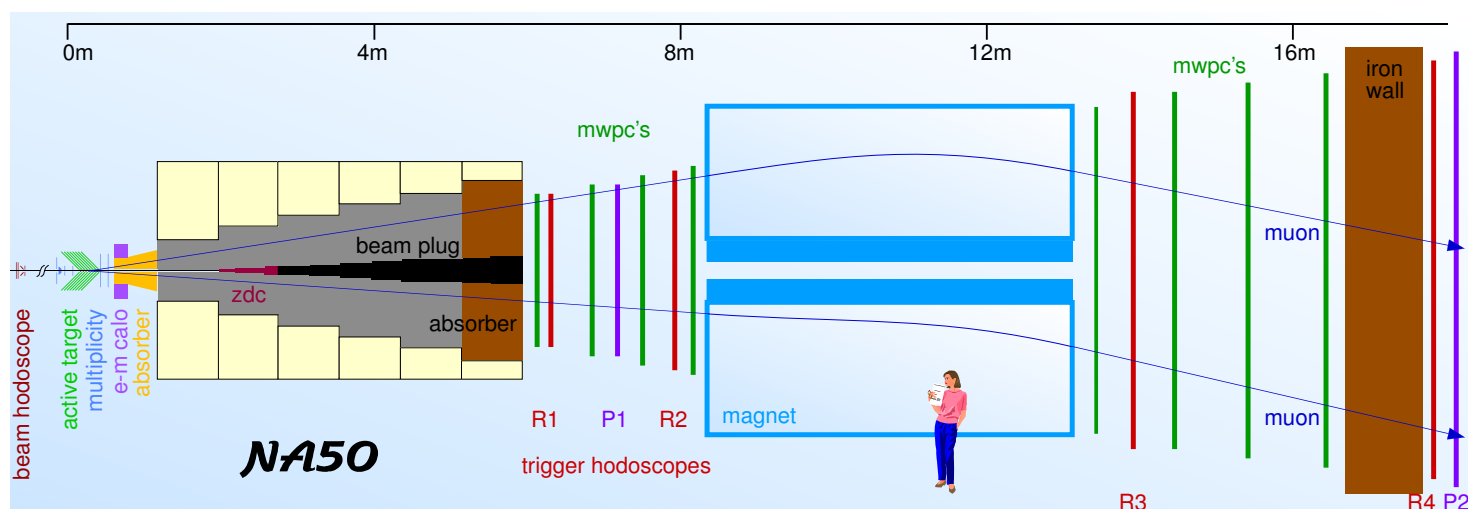 0m
4m
8m
12m
16m
mwpc's
iron
wall
mwpc's
muon
beam plug
zdc
absorber
beam hodoscope
active target
multiplicity
e-m calo
absorber
magnet
muon
R1
P1
R2
NA50
trigger hodoscopes
R3
R4
P2